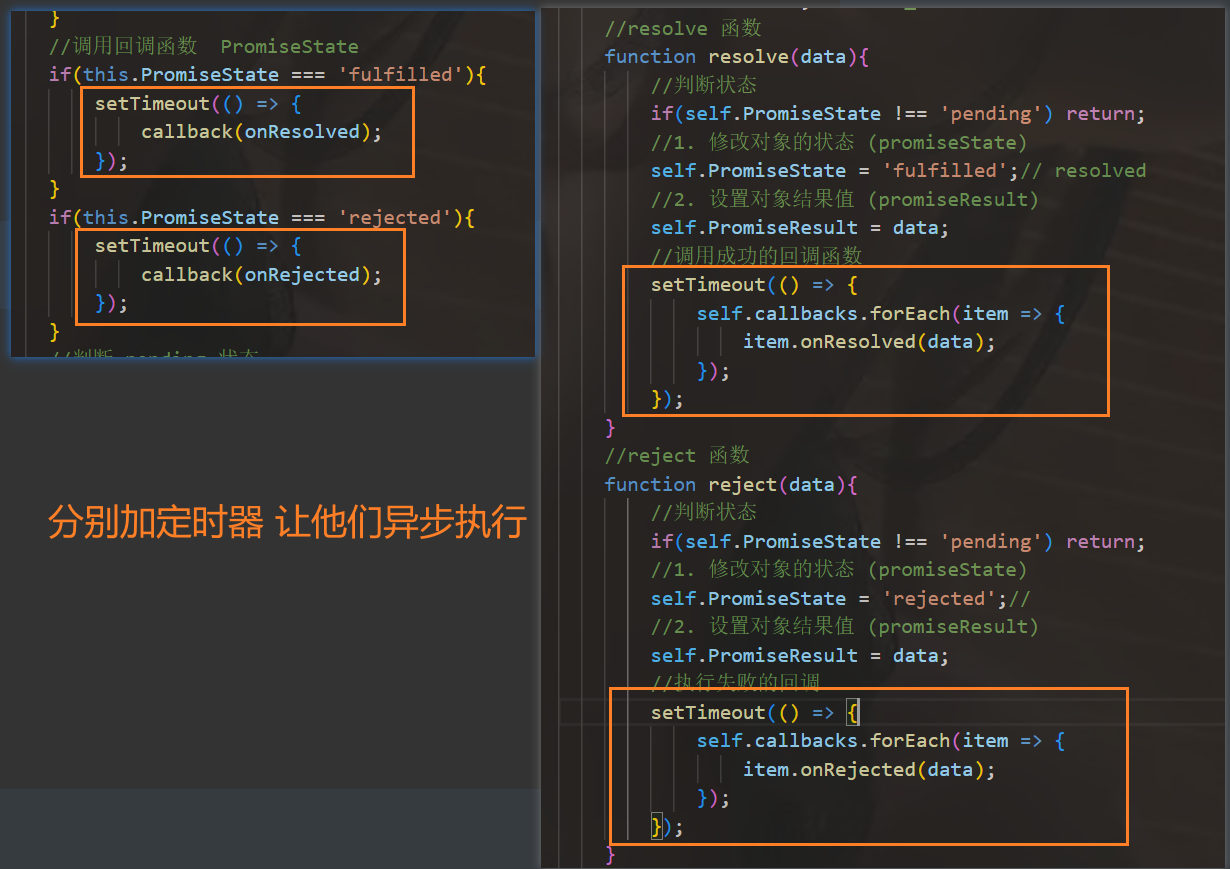 }
//调用回调函数  PromiseState
if(this.PromiseState === 'fulfilled'){
setTimeout(() => {
callback(onResolved);
});
}
if(this.PromiseState === 'rejected'){
setTimeout(() => {
callback(onRejected);
});
}
//判断 pending 状态
分别加定时器 让他们异步执行
//resolve 函数
function resolve(data){
//判断状态
if(self.PromiseState !== 'pending') return;
//1. 修改对象的状态 (promiseState)
self.PromiseState = 'fulfilled';// resolved
//2. 设置对象结果值 (promiseResult)
self.PromiseResult = data;
//调用成功的回调函数
setTimeout(() => {
self.callbacks.forEach(item => {
item.onResolved(data);
});
});
}
//reject 函数
function reject(data){
//判断状态
if(self.PromiseState !== 'pending') return;
//1. 修改对象的状态 (promiseState)
self.PromiseState = 'rejected';//
//2. 设置对象结果值 (promiseResult)
self.PromiseResult = data;
//执行失败的回调
setTimeout(() => {
self.callbacks.forEach(item => {
item.onRejected(data);
});
});
}